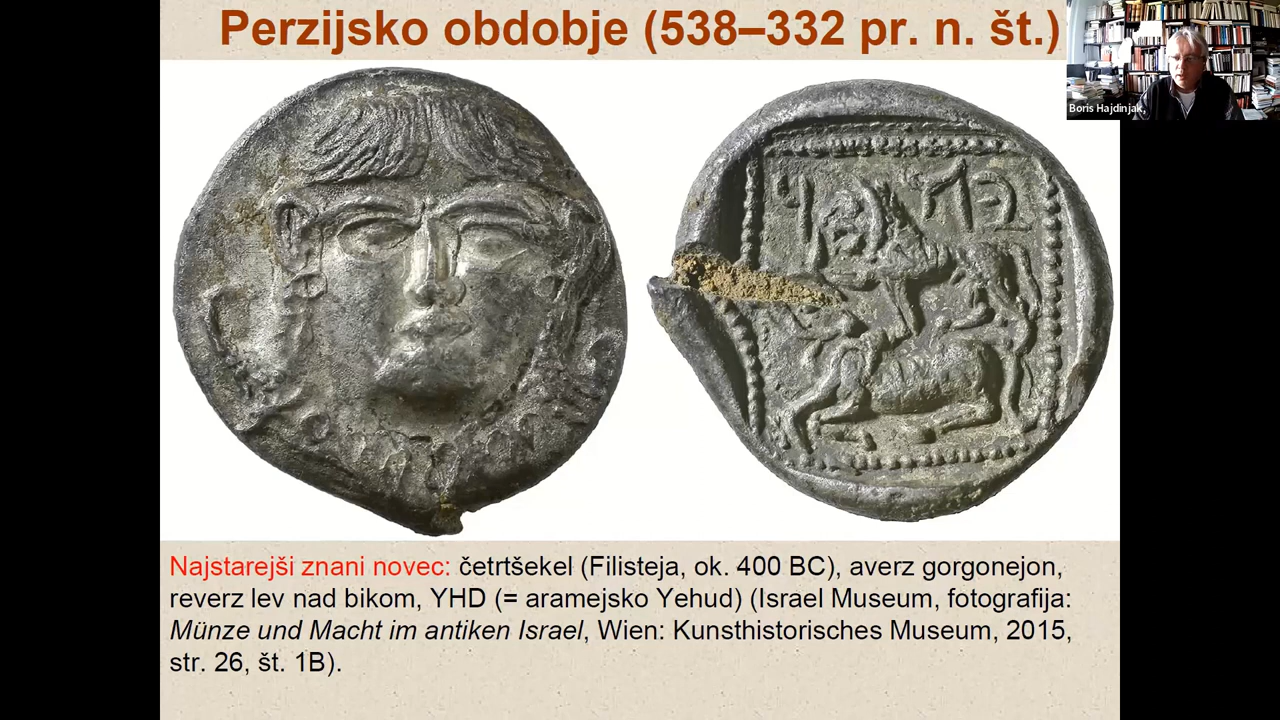 Perzijsko obdobje (538–332 pr. n. št.)
Boris Hajdinjak,
Najstarejši znani novec: četrtšekel (Filisteja, ok. 400 BC), averz gorgonejon,
reverz lev nad bikom, YHD (= aramejsko Yehud) (Israel Museum, fotografija:
Münze und Macht im antiken Israel, Wien: Kunsthistorisches Museum, 2015,
str. 26, št. 1B).